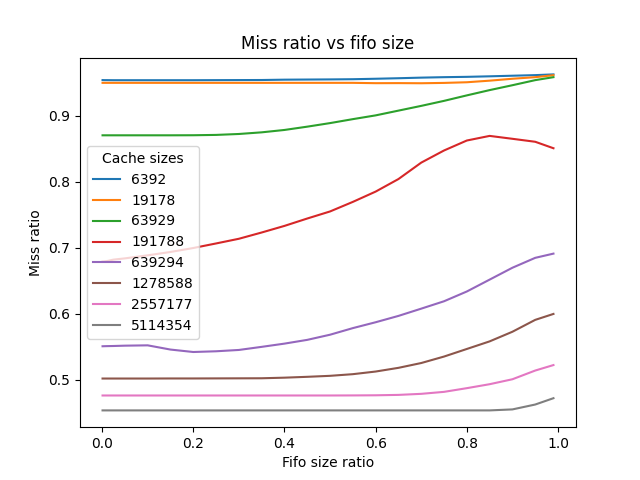 Miss ratio vs fifo size
Miss ratio
0.9
0.8
0.7
0.6
0.5
Cache sizes
6392
19178
63929
191788
639294
1278588
2557177
5114354
0.0 0.2 0.4 0.6 0.8 1.0
Fifo size ratio